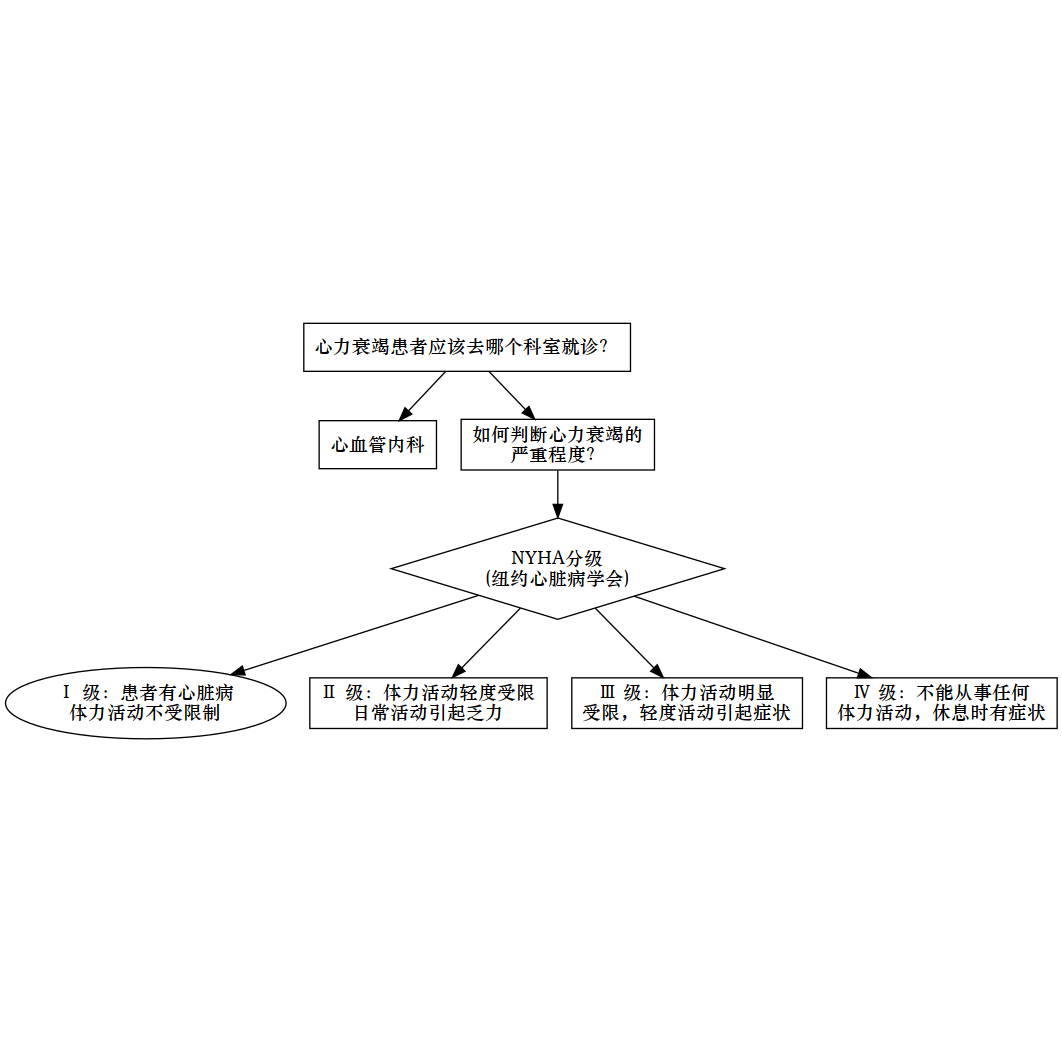 心力衰竭患者应该去哪个科室就诊？
心血管内科
如何判断心力衰竭的
严重程度？
NYHA分级
(纽约心脏病学会)
Ⅰ 级：患者有心脏病
体力活动不受限制
Ⅱ 级：体力活动轻度受限
日常活动引起乏力
Ⅲ 级：体力活动明显
受限，轻度活动引起症状
Ⅳ 级：不能从事任何
体力活动，休息时有症状